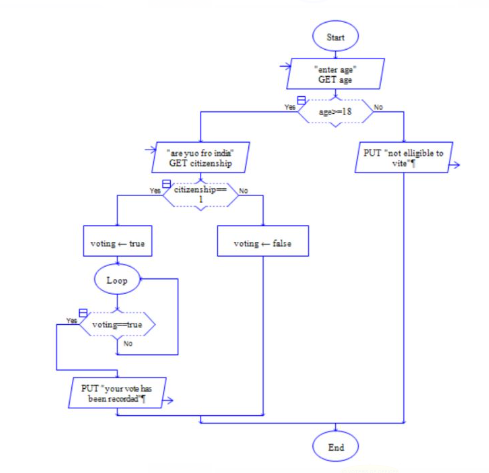 Start
"enter age"
GET age
Yes
age>=18
No
"are yuo fro india"
GET citizenship
PUT "not elligible to
vite"¶
Yes
citizenship==
1
No
voting ← true
voting ← false
Loop
Yes
voting==true
No
PUT "your vote has
been recorded"¶
End